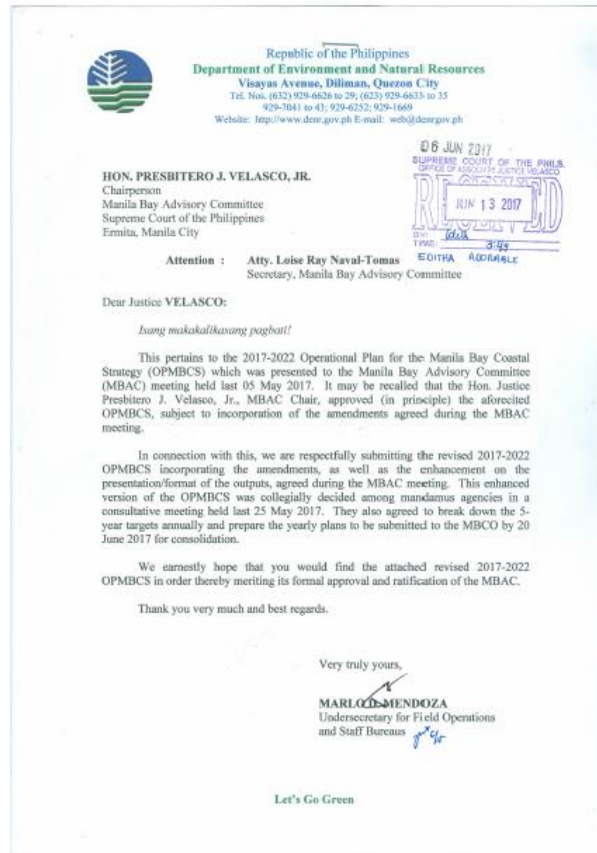 Republic of the Philippines
Department of Environment and Natural Resources
Visayas Avenue, Diliman, Quezon City
Tel. Nos. (632) 929-6626 to 29; (623) 929-6633 to 35
929-7041 to 43; 929-6252; 929-1669
Website: http://www.denr.gov.ph E-mail: web@denrgov.ph
06 JUN 2017
SUPREME COURT OF THE PHILS.
OFFICE OF ASSOCIATE JUSTICE VELASCO
RECEIVED
JUN 13 2017
BY:
TIME: 3:49
EDITHA ADORABLE
HON. PRESBITERO J. VELASCO, JR.
Chairperson
Manila Bay Advisory Committee
Supreme Court of the Philippines
Ermita, Manila City
Attention : Atty. Loise Ray Naval-Tomas
Secretary, Manila Bay Advisory Committee
Dear Justice VELASCO:
Isang makakalikasang pagbati!
This pertains to the 2017-2022 Operational Plan for the Manila Bay Coastal
Strategy (OPMBCS) which was presented to the Manila Bay Advisory Committee
(MBAC) meeting held last 05 May 2017. It may be recalled that the Hon. Justice
Presbitero J. Velasco, Jr., MBAC Chair, approved (in principle) the aforecited
OPMBCS, subject to incorporation of the amendments agreed during the MBAC
meeting.
In connection with this, we are respectfully submitting the revised 2017-2022
OPMBCS incorporating the amendments, as well as the enhancement on the
presentation/format of the outputs, agreed during the MBAC meeting. This enhanced
version of the OPMBCS was collegially decided among mandamus agencies in a
consultative meeting held last 25 May 2017. They also agreed to break down the 5-
year targets annually and prepare the yearly plans to be submitted to the MBCO by 20
June 2017 for consolidation.
We earnestly hope that you would find the attached revised 2017-2022
OPMBCS in order thereby meriting its formal approval and ratification of the MBAC.
Thank you very much and best regards.
Very truly yours,
MARLO D. MENDOZA
Undersecretary for Field Operations
and Staff Bureaus
Let's Go Green